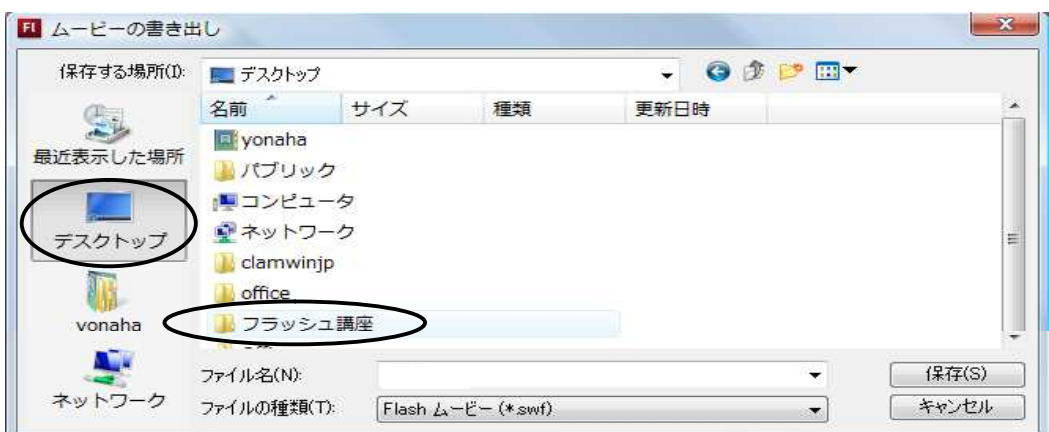 Fl ムービーの書き出し
保存する場所(I): デスクトップ
名前 サイズ 種類 更新日時
yonaha
パブリック
コンピュータ
ネットワーク
clamwinjp
office
フラッシュ講座
最近表示した場所
デスクトップ
yonaha
ネットワーク
ファイル名(N):
保存(S)
ファイルの種類(T): Flash ムービー (*.swf)
キャンセル